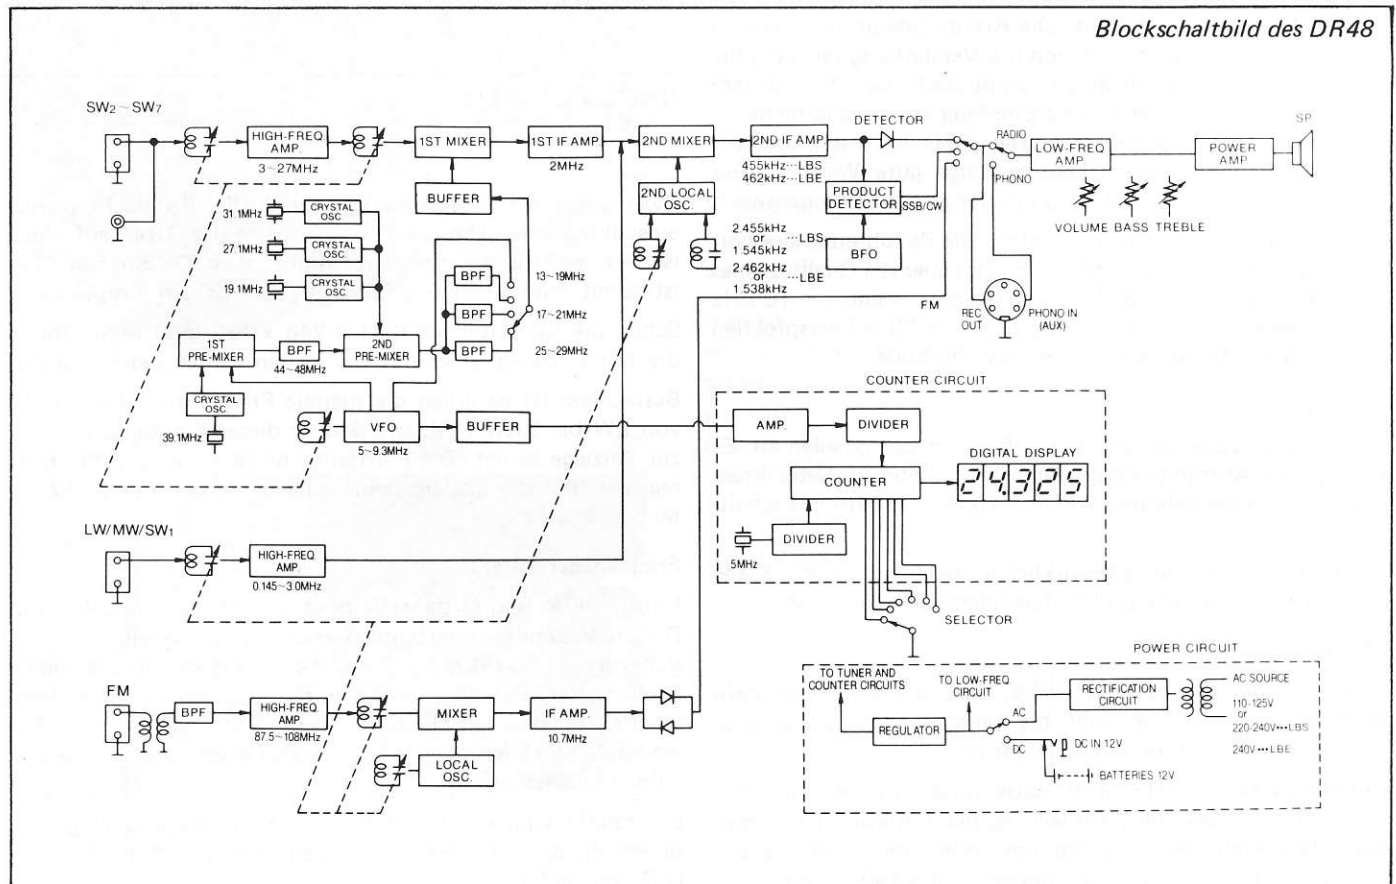 Blockschaltbild des DR48
SW2~SW7
HIGH-FREQ.
AMP.
3~27MHz
1ST MIXER
1ST IF AMP.
2MHz
2ND MIXER
2ND IF AMP.
455kHz···LBS
462kHz···LBE
DETECTOR
RADIO
PHONO
LOW-FREQ
AMP.
POWER
AMP.
SP
VOLUME BASS TREBLE
BUFFER
2ND LOCAL
OSC.
PRODUCT
DETECTOR
SSB/CW
2.455kHz
or
1.545kHz
···LBS
2.462kHz
or
1.538kHz
···LBE
BFO
FM
REC
OUT
PHONO IN
(AUX)
31.1MHz
CRYSTAL
OSC.
27.1MHz
CRYSTAL
OSC.
19.1MHz
CRYSTAL
OSC.
BPF
13~19MHz
BPF
17~21MHz
BPF
25~29MHz
1ST
PRE-MIXER
BPF
44~48MHz
2ND
PRE-MIXER
CRYSTAL
OSC.
39.1MHz
VFO
5~9.3MHz
BUFFER
COUNTER CIRCUIT
AMP.
DIVIDER
COUNTER
DIGITAL DISPLAY
24.325
DIVIDER
5MHz
SELECTOR
LW/MW/SW1
HIGH-FREQ
AMP.
0.145~3.0MHz
FM
BPF
HIGH-FREQ.
AMP.
87.5~108MHz
MIXER
IF AMP.
10.7MHz
LOCAL
OSC.
POWER CIRCUIT
TO TUNER AND
COUNTER CIRCUITS
TO LOW-FREQ
CIRCUIT
RECTIFICATION
CIRCUIT
AC SOURCE
110-125V
or
220-240V···LBS
240V···LBE
REGULATOR
AC
DC
DC IN 12V
BATTERIES 12V